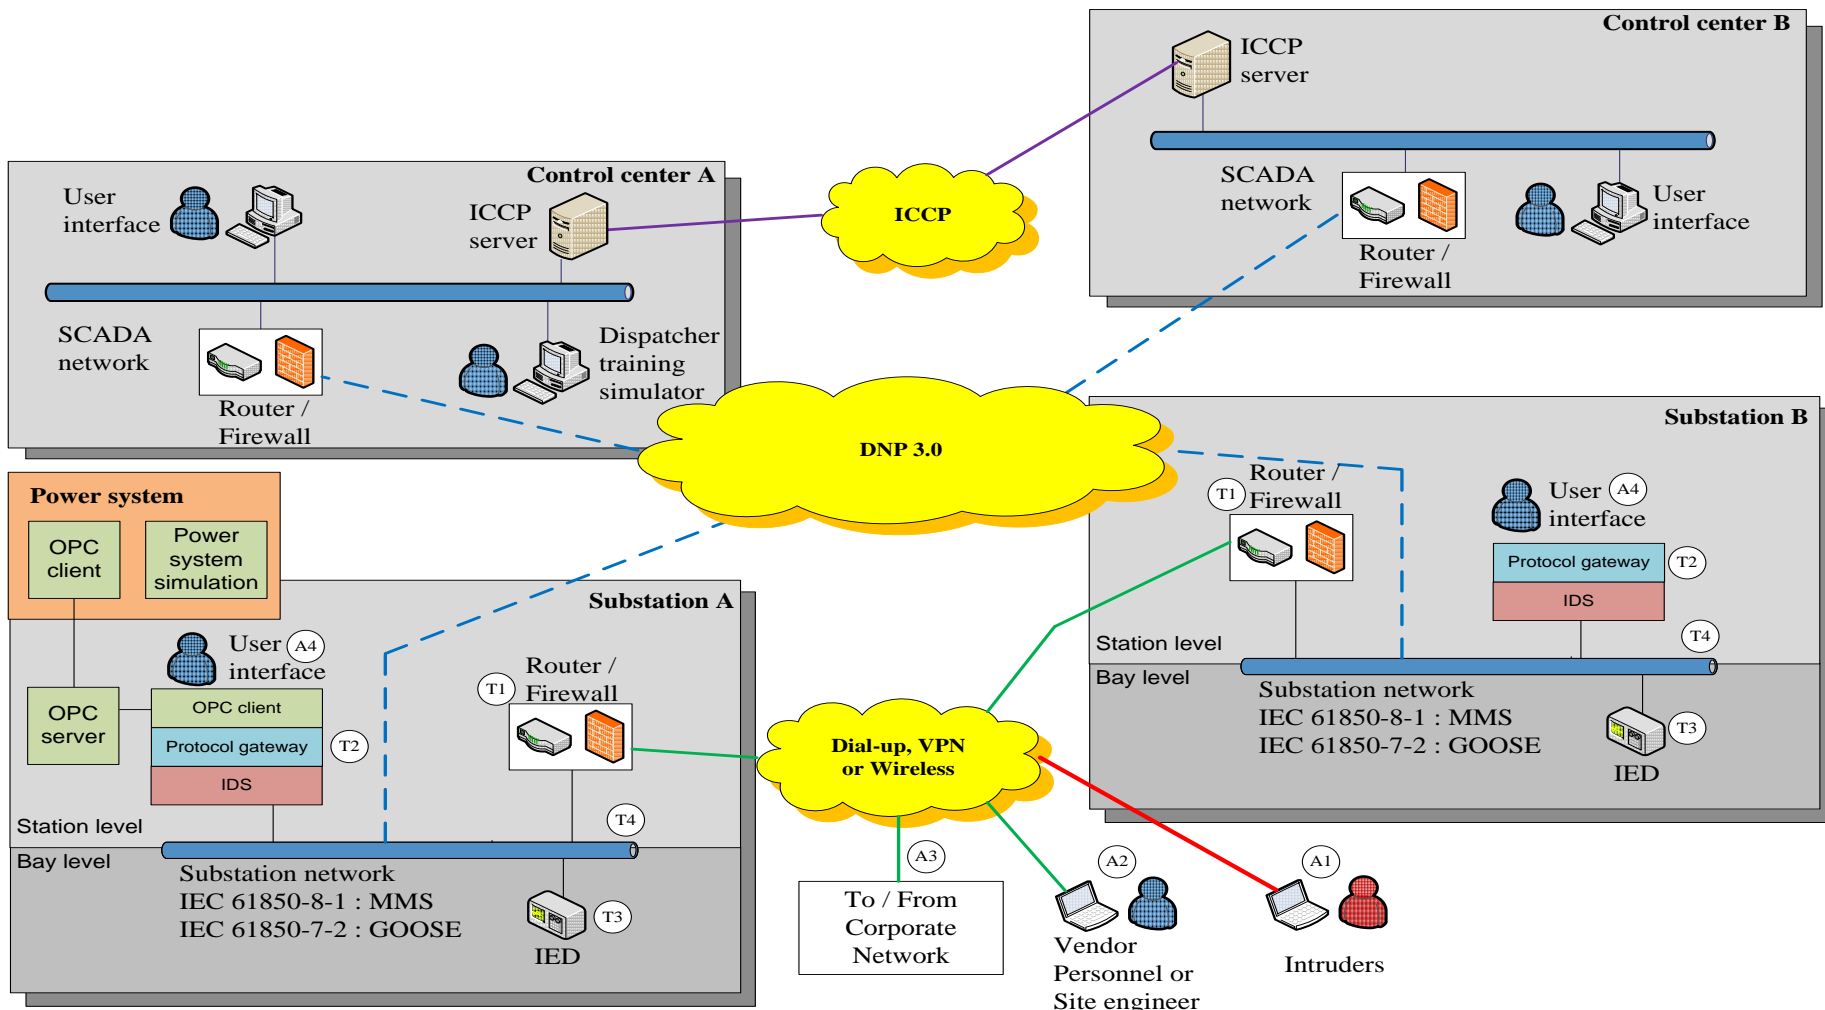 Control center B
ICCP
server
SCADA
network
Router /
Firewall
User
interface
Control center A
User
interface
ICCP
server
SCADA
network
Router /
Firewall
Dispatcher
training
simulator
ICCP
DNP 3.0
Power system
OPC
client
Power
system
simulation
Substation A
User A4
interface
OPC
server
OPC client
Protocol gateway
T2
IDS
Router /
T1 Firewall
Station level
T4
Bay level
Substation network
IEC 61850-8-1 : MMS
IEC 61850-7-2 : GOOSE
T3
IED
Substation B
Router /
T1 Firewall
User A4
interface
Protocol gateway
T2
IDS
Station level
T4
Bay level
Substation network
IEC 61850-8-1 : MMS
IEC 61850-7-2 : GOOSE
T3
IED
Dial-up, VPN
or Wireless
A3
To / From
Corporate
Network
A2
Vendor
Personnel or
Site engineer
A1
Intruders